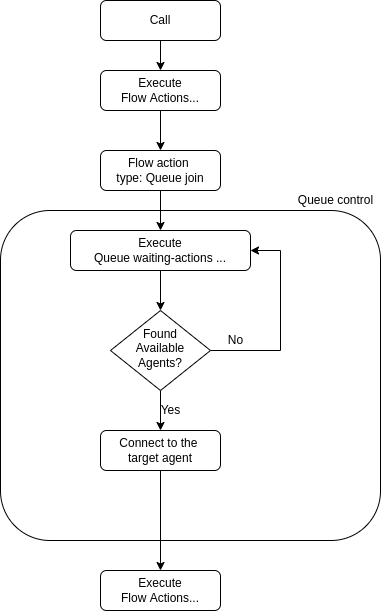 Call
Execute
Flow Actions...
Flow action
type: Queue join
Queue control
Execute
Queue waiting-actions ...
Found
Available
Agents?
No
Yes
Connect to the
target agent
Execute
Flow Actions...